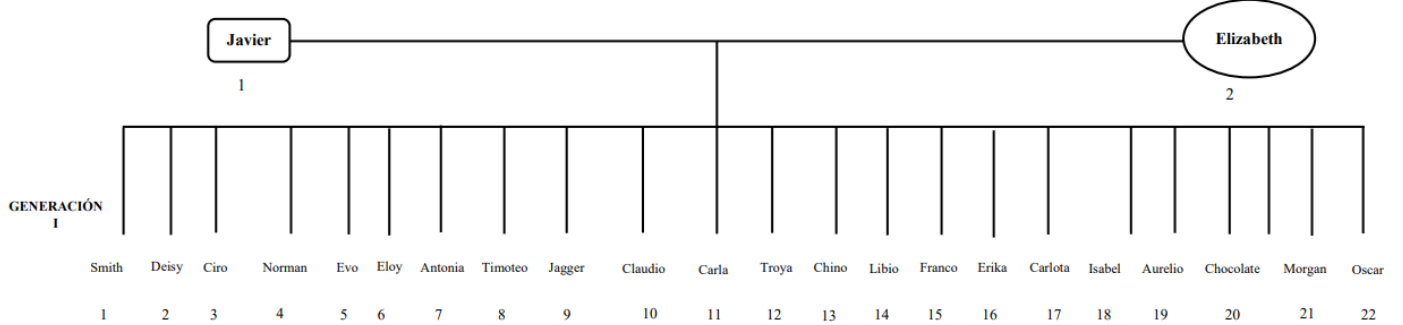 Javier
Elizabeth
1
2
GENERACIÓN
I
Smith Deisy Ciro Norman Evo Eloy Antonia Timoteo Jagger Claudio Carla Troya Chino Libio Franco Erika Carlota Isabel Aurelio Chocolate Morgan Oscar
1 2 3 4 5 6 7 8 9 10 11 12 13 14 15 16 17 18 19 20 21 22